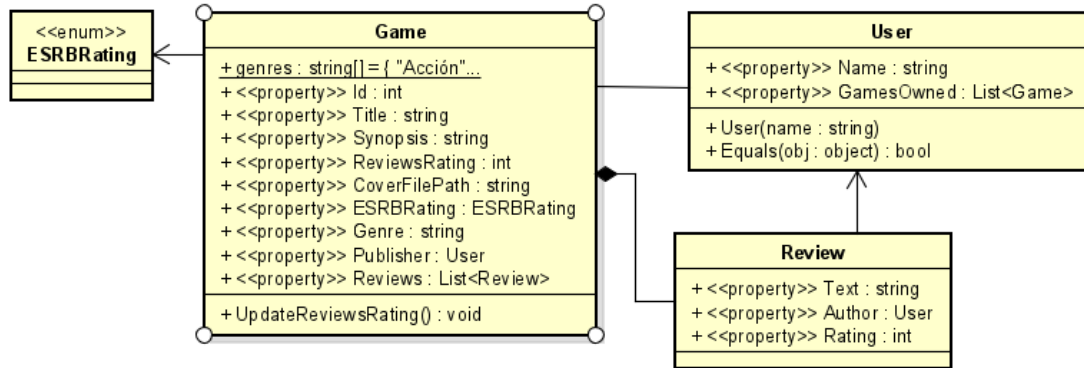 <<enum>>
ESRBRating
Game
+ genres : string[] = { "Acción"...
+ <<property>> Id : int
+ <<property>> Title : string
+ <<property>> Synopsis : string
+ <<property>> ReviewsRating : int
+ <<property>> CoverFilePath : string
+ <<property>> ESRBRating : ESRBRating
+ <<property>> Genre : string
+ <<property>> Publisher : User
+ <<property>> Reviews : List<Review>
+ UpdateReviewsRating() : void
User
+ <<property>> Name : string
+ <<property>> GamesOwned : List<Game>
+ User(name : string)
+ Equals(obj : object) : bool
Review
+ <<property>> Text : string
+ <<property>> Author : User
+ <<property>> Rating : int